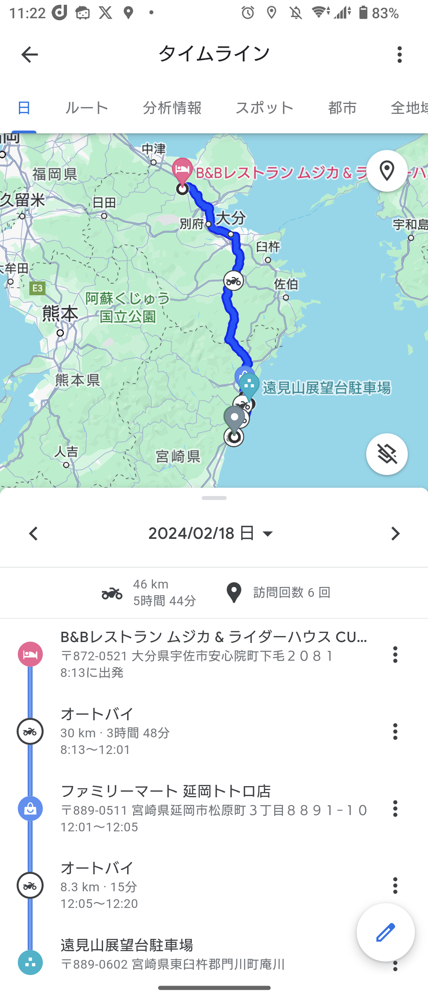 11:22
83%
タイムライン
日 ルート 分析情報 スポット 都市
中津
福岡県
B&Bレストラン ムジカ &
久留米
日田
別府
大分
宇和島
臼杵
E3
佐伯
阿蘇くじゅう
国立公園
熊本
熊本県
遠見山展望台駐車場
人吉
宮崎県
2024/02/18 日
46 km
5時間 44分
訪問回数 6 回
B&Bレストラン ムジカ & ライダーハウス CU...
〒872-0521 大分県宇佐市安心院町下毛２０８１
8:13に出発
オートバイ
30 km · 3時間 48分
8:13～12:01
ファミリーマート 延岡トトロ店
〒889-0511 宮崎県延岡市松原町３丁目８８９１−１０
12:01～12:05
オートバイ
8.3 km · 15分
12:05～12:20
遠見山展望台駐車場
〒889-0602 宮崎県東臼杵郡門川町庵川